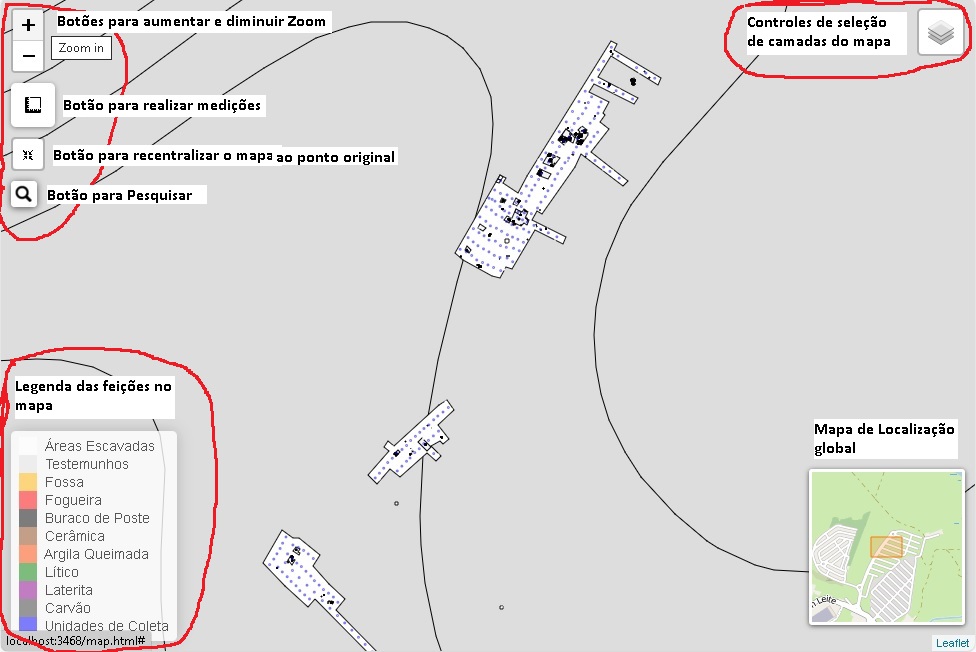 +
Botões para aumentar e diminuir Zoom
−
Zoom in
Botão para realizar medições
Botão para recentralizar o mapa ao ponto original
Botão para Pesquisar
Controles de seleção
de camadas do mapa
Legenda das feições no
mapa
Áreas Escavadas
Testemunhos
Fossa
Fogueira
Buraco de Poste
Cerâmica
Argila Queimada
Lítico
Laterita
Carvão
Unidades de Coleta
localhost:3468/map.html#
Mapa de Localização
global
Leife
Leaflet